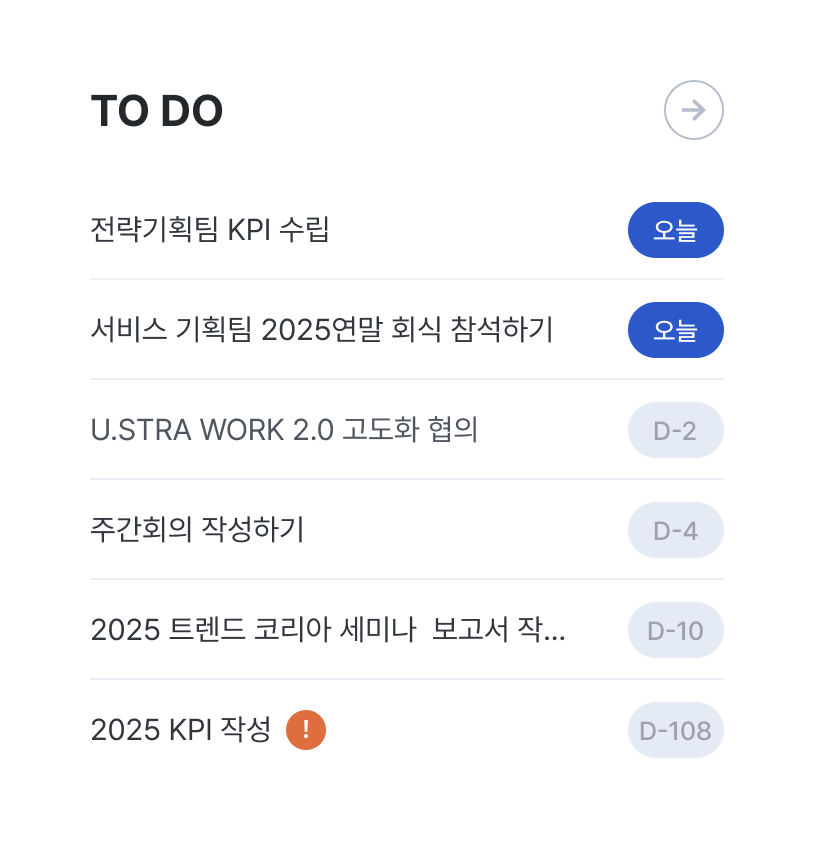 TO DO
전략기획팀 KPI 수립 오늘
서비스 기획팀 2025연말 회식 참석하기 오늘
U.STRA WORK 2.0 고도화 협의 D-2
주간회의 작성하기 D-4
2025 트렌드 코리아 세미나  보고서 작... D-10
2025 KPI 작성 ! D-108